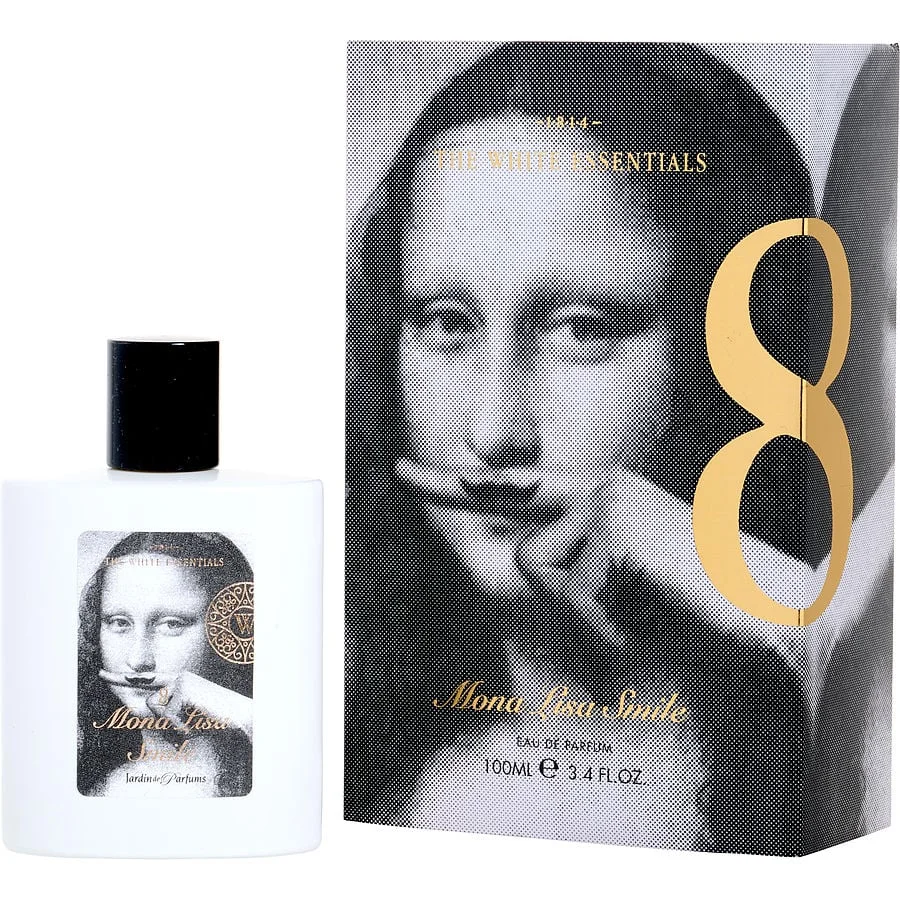 -1814-
THE WHITE ESSENTIALS
8
Mona Lisa Smile
EAU DE PARFUM
100ML ℮ 3.4 FL.OZ.
THE WHITE ESSENTIALS
W
8
Mona Lisa
Smile
Jardin de Parfums